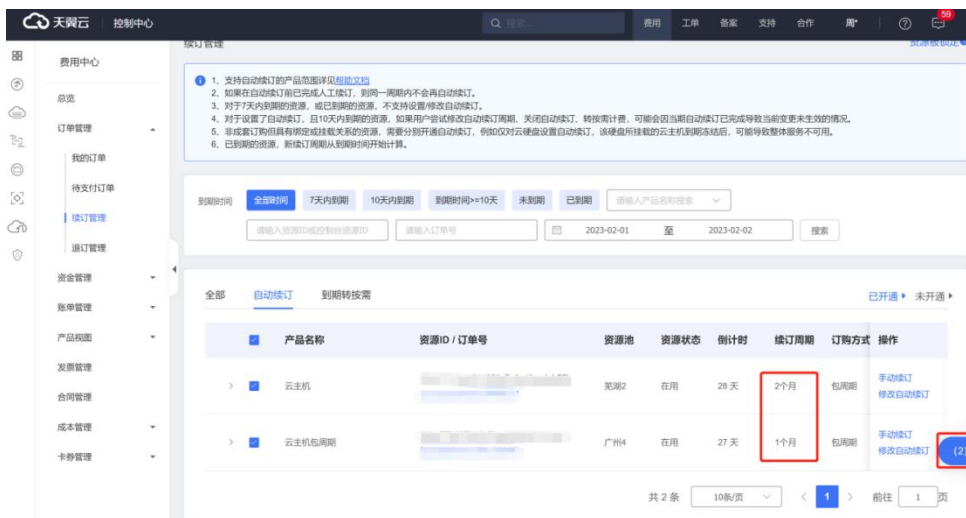 天翼云 控制中心 搜索... 费用 工单 备案 支持 合作 周* 59
费用中心
总览
订单管理
我的订单
待支付订单
续订管理
退订管理
资金管理
账单管理
产品视图
发票管理
合同管理
成本管理
卡券管理
续订管理
资源被锁定
1、支持自动续订的产品范围详见帮助文档
2、如果在自动续订前已完成人工续订，则同一周期内不会再自动续订。
3、对于7天内到期的资源，或已到期的资源，不支持设置/修改自动续订。
4、对于设置了自动续订，且10天内到期的资源，如果用户尝试修改自动续订周期、关闭自动续订、转按需计费，可能会因当期自动续订已完成导致当前变更未生效的情况。
5、非成套订购但具有绑定或挂载关系的资源，需要分别开通自动续订，例如仅对云硬盘设置自动续订，该硬盘所挂载的云主机到期冻结后，可能导致整体服务不可用。
6、已到期的资源，新续订周期从到期时间开始计算。
到期时间 全部时间 7天内到期 10天内到期 到期时间>=10天 未到期 已到期 请输入产品名称搜索
请输入资源ID或控制台资源ID 请输入订单号 2023-02-01 至 2023-02-02 搜索
全部 自动续订 到期转按需 已开通 未开通
产品名称 资源ID / 订单号 资源池 资源状态 倒计时 续订周期 订购方式 操作
云主机 芜湖2 在用 28 天 2个月 包周期 手动续订
修改自动续订
云主机包周期 广州4 在用 27 天 1个月 包周期 手动续订
修改自动续订 (2)
共 2 条 10条/页 < 1 > 前往 1 页